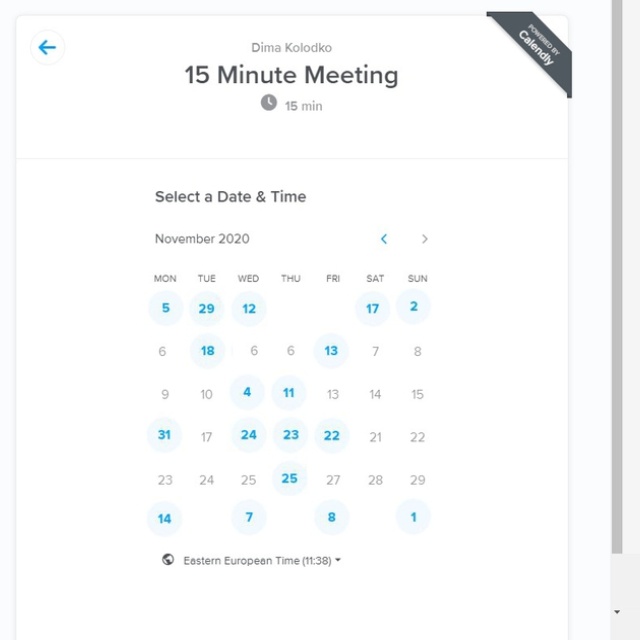 POWERED BY
Calendly
Dima Kolodko
15 Minute Meeting
15 min
Select a Date & Time
November 2020
MON TUE WED THU FRI SAT SUN
5 29 12 17 2
6 18 6 6 13 7 8
9 10 4 11 13 14 15
31 17 24 23 22 21 22
23 24 25 25 27 28 29
14 7 8 1
Eastern European Time (11:38)